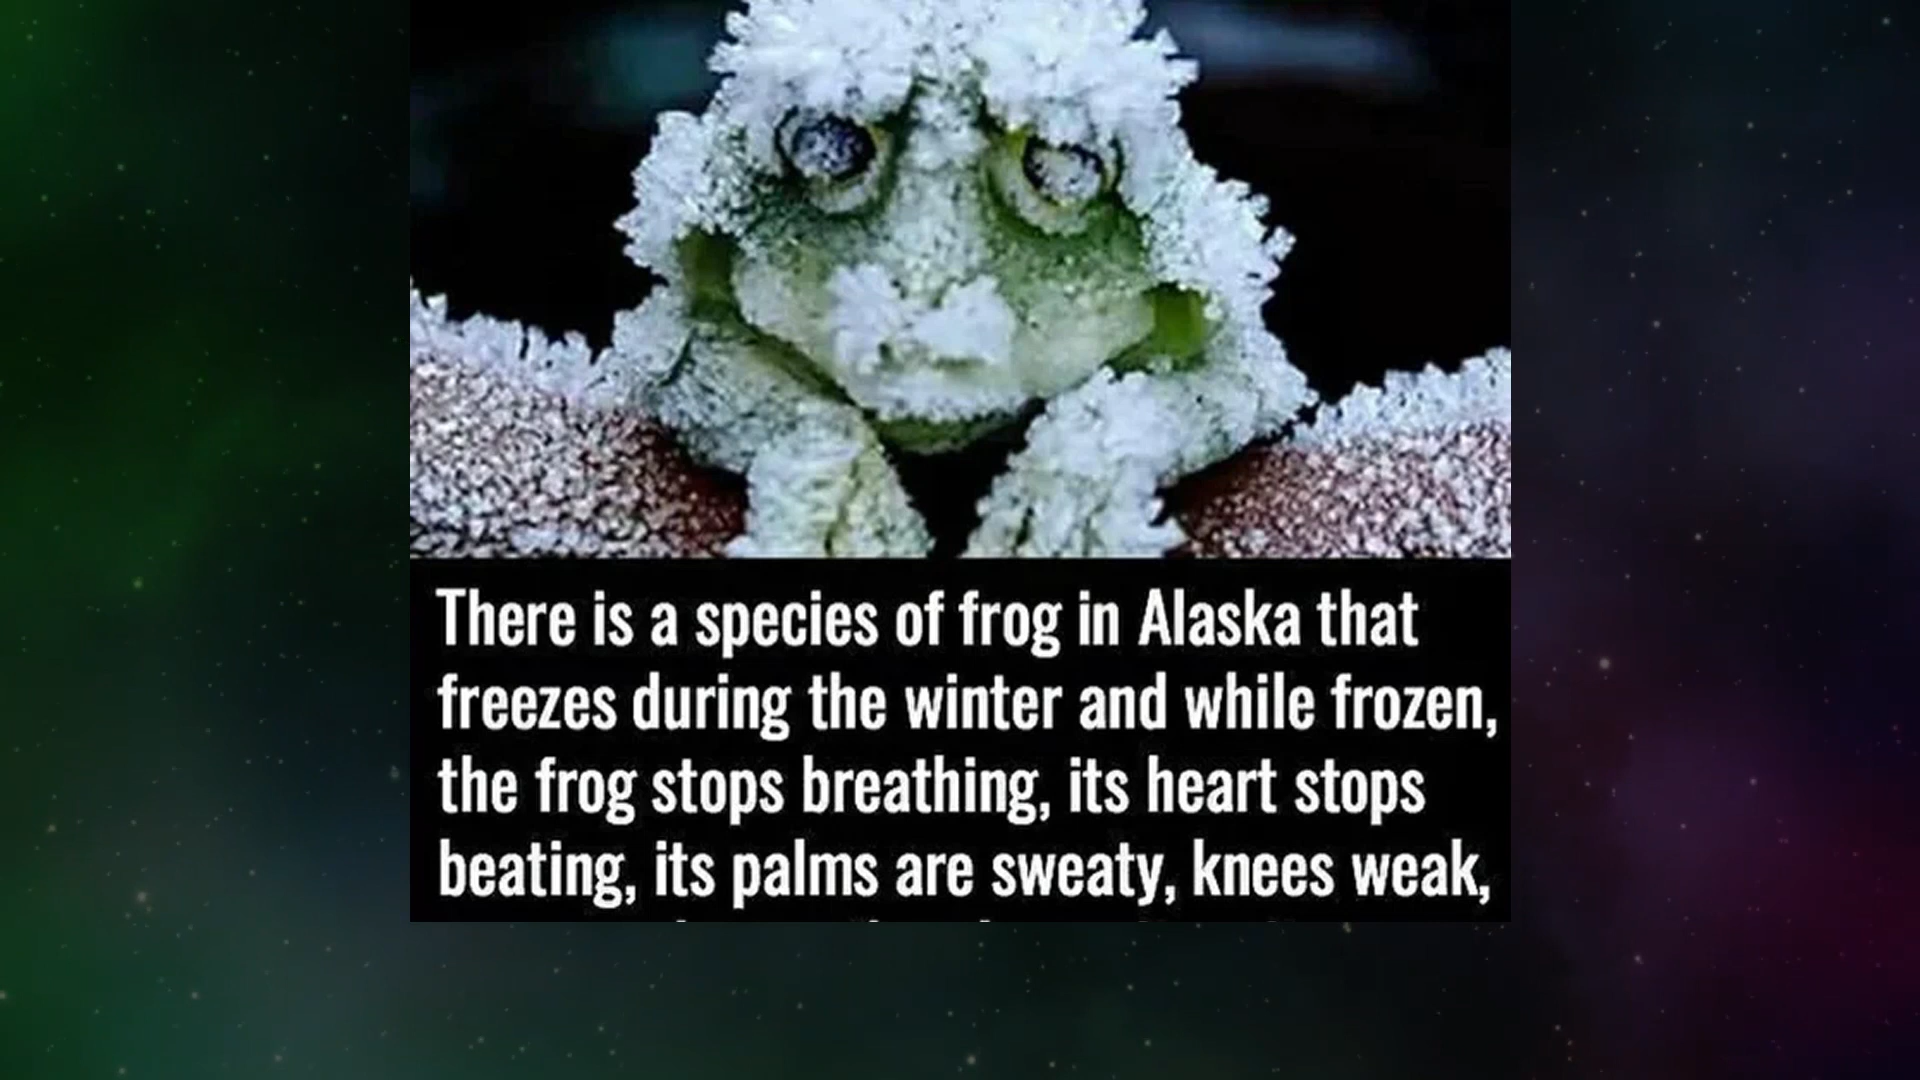 There is a species of frog in Alaska that
freezes during the winter and while frozen,
the frog stops breathing, its heart stops
beating, its palms are sweaty, knees weak,